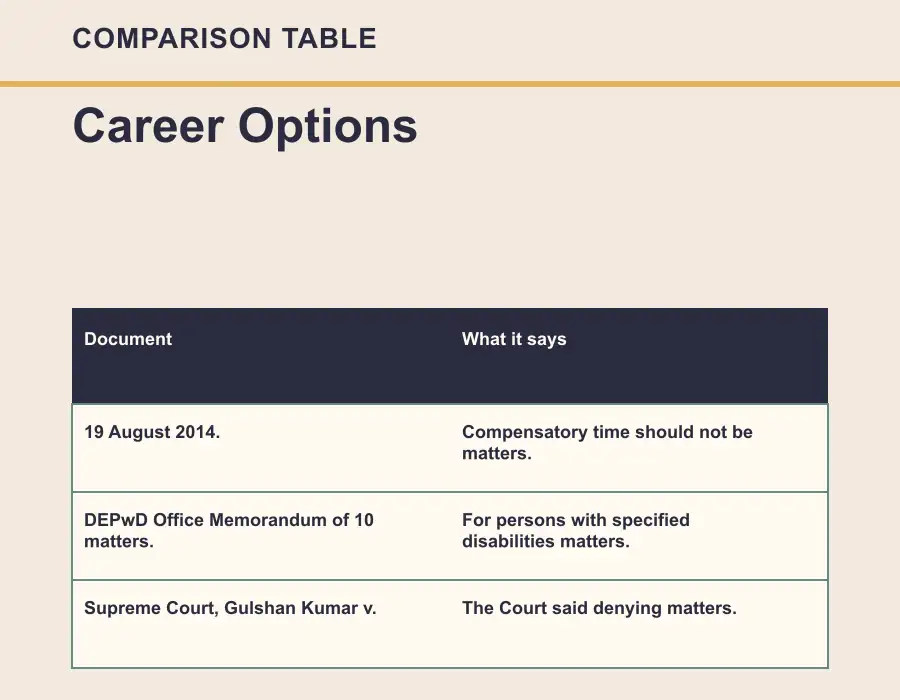 COMPARISON TABLE
Career Options
Document
What it says
19 August 2014.
Compensatory time should not be
matters.
DEPwD Office Memorandum of 10
matters.
For persons with specified
disabilities matters.
Supreme Court, Gulshan Kumar v.
The Court said denying matters.